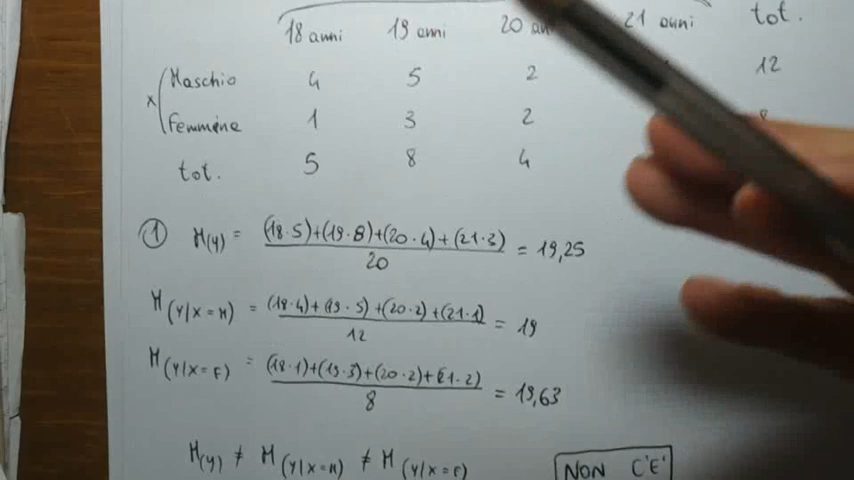 18 anni 19 anni 20 21 anni tot.
x Maschio 4 5 2 12
Femmine 1 3 2
tot. 5 8 4
① M(y) = (18·5)+(19·8)+(20·4)+(21·3) / 20 = 19,25
M(Y|X=M) = (18·4)+(19·5)+(20·2)+(21·1) / 12 = 19
M(Y|X=F) = (18·1)+(19·3)+(20·2)+(21·2) / 8 = 19,63
M(y) ≠ M(Y|X=M) ≠ M(Y|X=F) NON C'E'